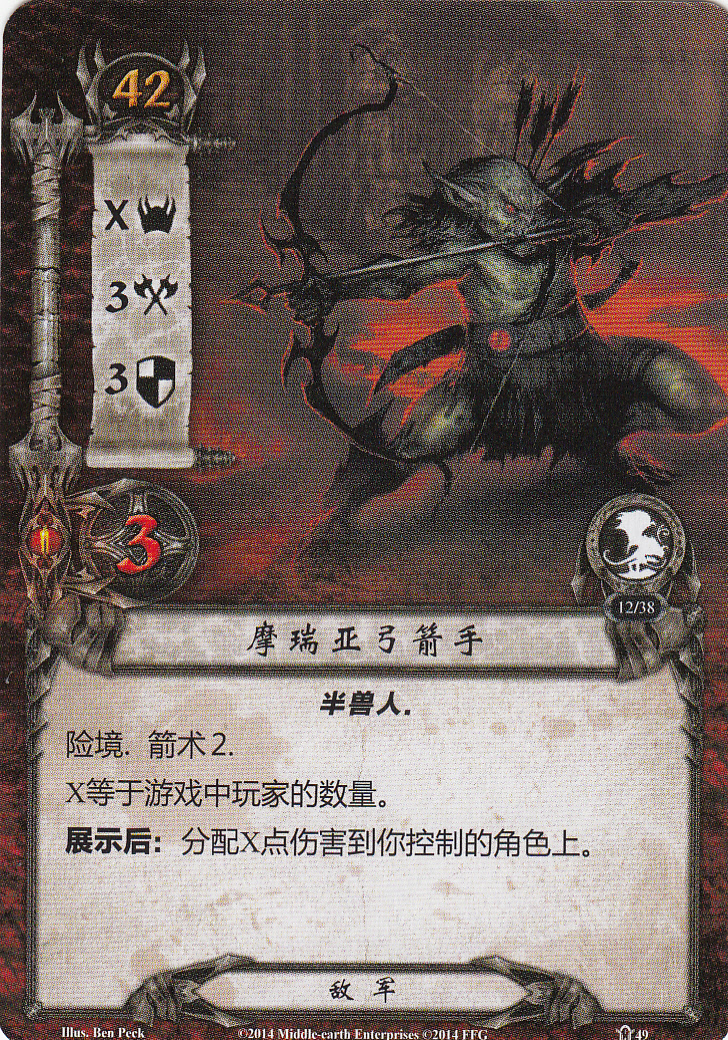 42
X
3
3
3
12/38
摩瑞亚弓箭手
半兽人.
险境. 箭术2.
X等于游戏中玩家的数量。
展示后: 分配X点伤害到你控制的角色上。
敌军
Illus. Ben Peck ©2014 Middle-earth Enterprises ©2014 FFG 49